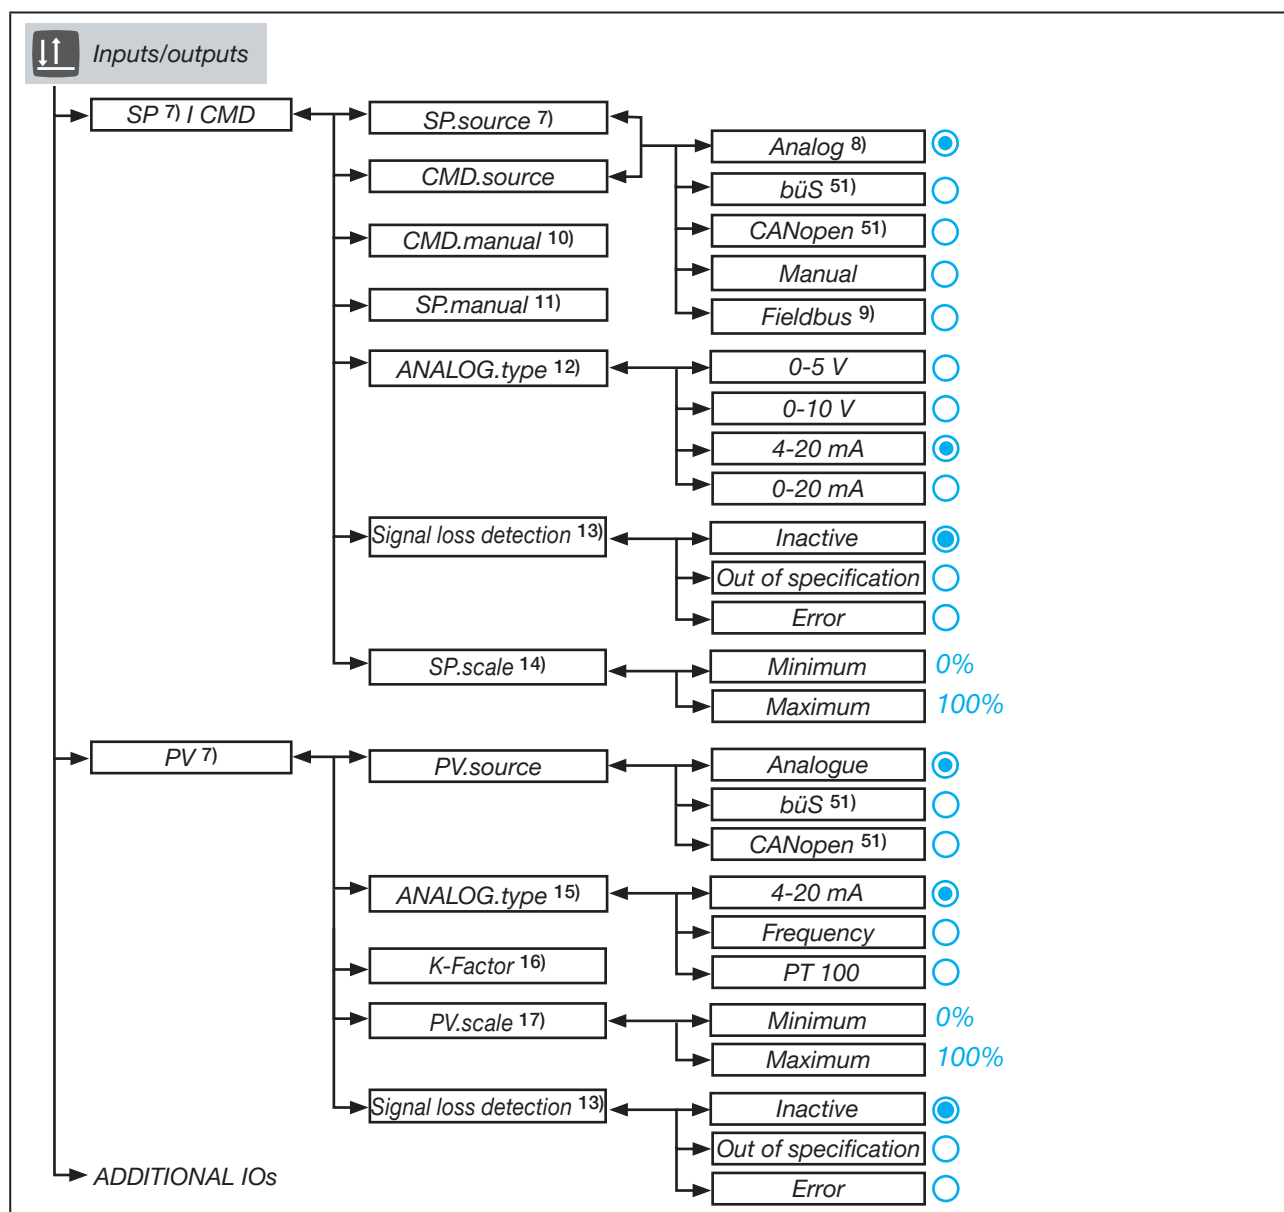 Inputs/outputs
SP 7) I CMD
SP.source 7)
CMD.source
Analog 8)
büS 51)
CANopen 51)
Manual
Fieldbus 9)
CMD.manual 10)
SP.manual 11)
ANALOG.type 12)
0-5 V
0-10 V
4-20 mA
0-20 mA
Signal loss detection 13)
Inactive
Out of specification
Error
SP.scale 14)
Minimum 0%
Maximum 100%
PV 7)
PV.source
Analogue
büS 51)
CANopen 51)
ANALOG.type 15)
4-20 mA
Frequency
PT 100
K-Factor 16)
PV.scale 17)
Minimum 0%
Maximum 100%
Signal loss detection 13)
Inactive
Out of specification
Error
ADDITIONAL IOs